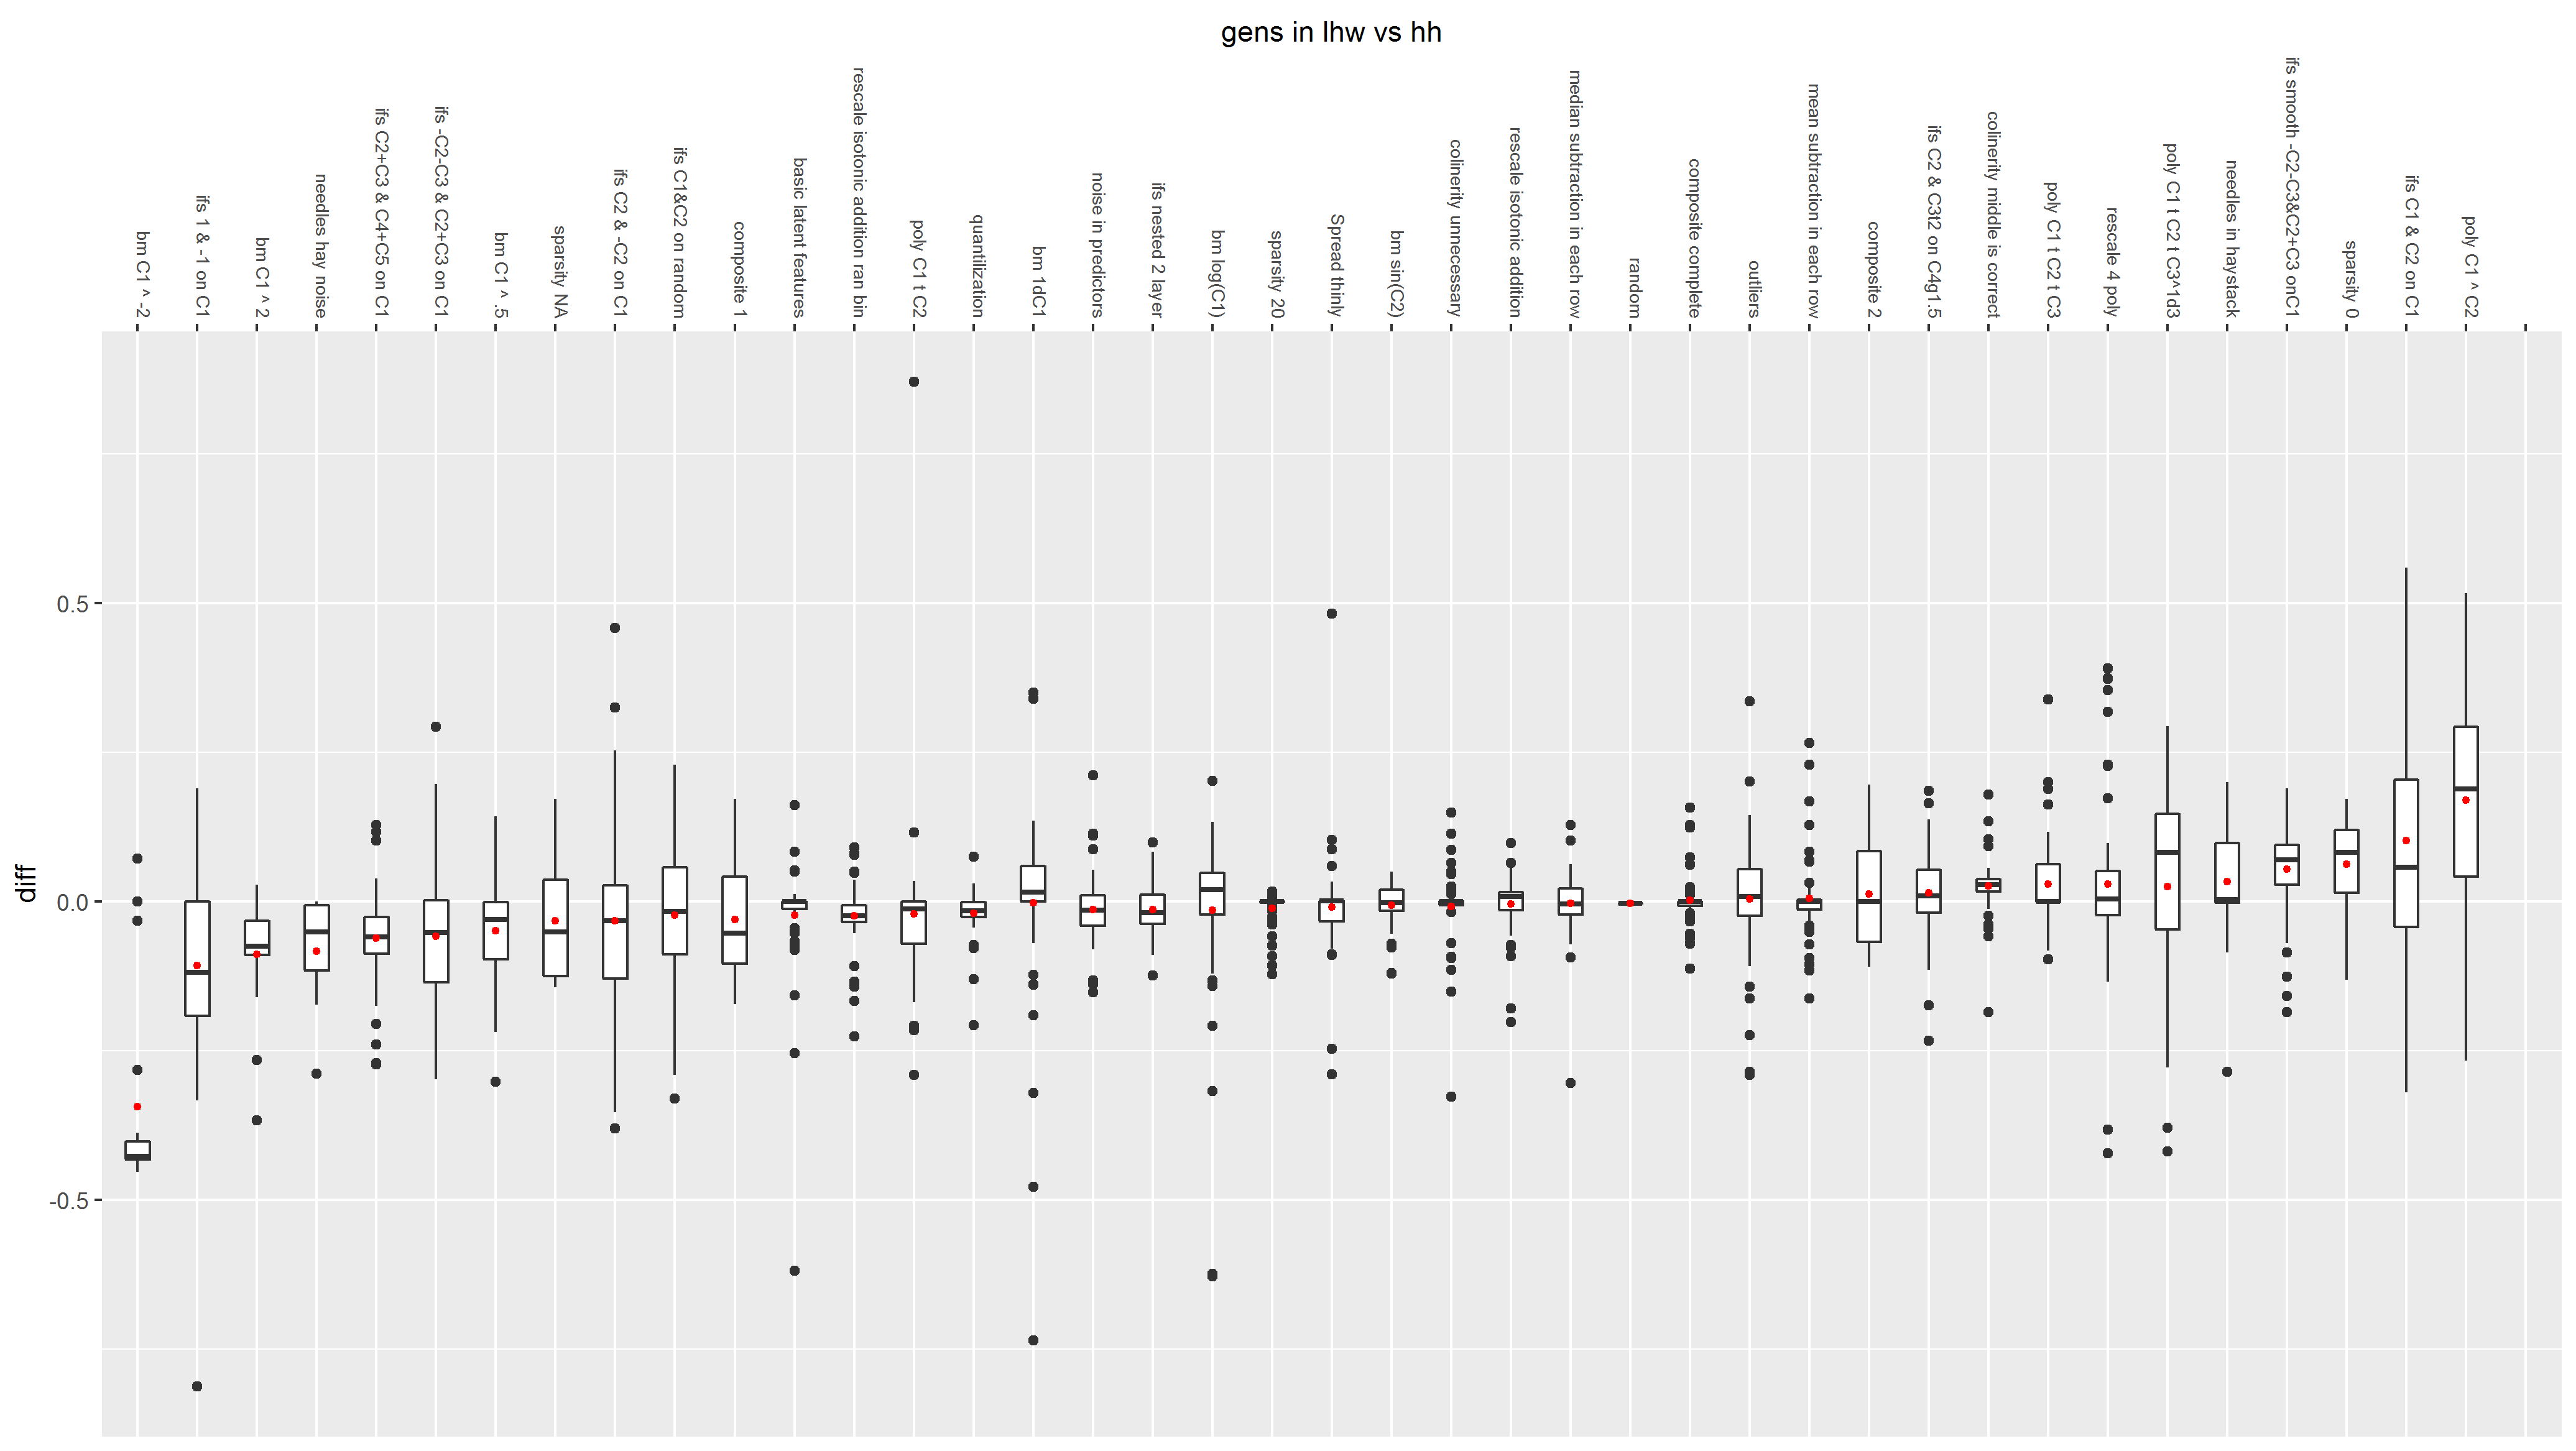 gens in lhw vs hh
bm C1 ^ -2
ifs 1 & -1 on C1
bm C1 ^ 2
needles hay noise
ifs C2+C3 & C4+C5 on C1
ifs -C2-C3 & C2+C3 on C1
bm C1 ^ .5
sparsity NA
ifs C2 & -C2 on C1
ifs C1&C2 on random
composite 1
basic latent features
rescale isotonic addition ran bin
poly C1 t C2
quantilization
bm 1dC1
noise in predictors
ifs nested 2 layer
bm log(C1)
sparsity 20
Spread thinly
bm sin(C2)
colinerity unnecessary
rescale isotonic addition
median subtraction in each row
random
composite complete
outliers
mean subtraction in each row
composite 2
ifs C2 & C3t2 on C4g1.5
colinerity middle is correct
poly C1 t C2 t C3
rescale 4 poly
poly C1 t C2 t C3^1d3
needles in haystack
ifs smooth -C2-C3&C2+C3 onC1
sparsity 0
ifs C1 & C2 on C1
poly C1 ^ C2
0.5
0.0
-0.5
diff